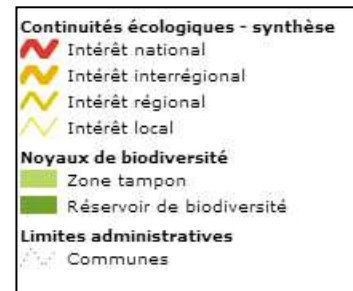 Continuités écologiques - synthèse
Intérêt national
Intérêt interrégional
Intérêt régional
Intérêt local
Noyaux de biodiversité
Zone tampon
Réservoir de biodiversité
Limites administratives
Communes